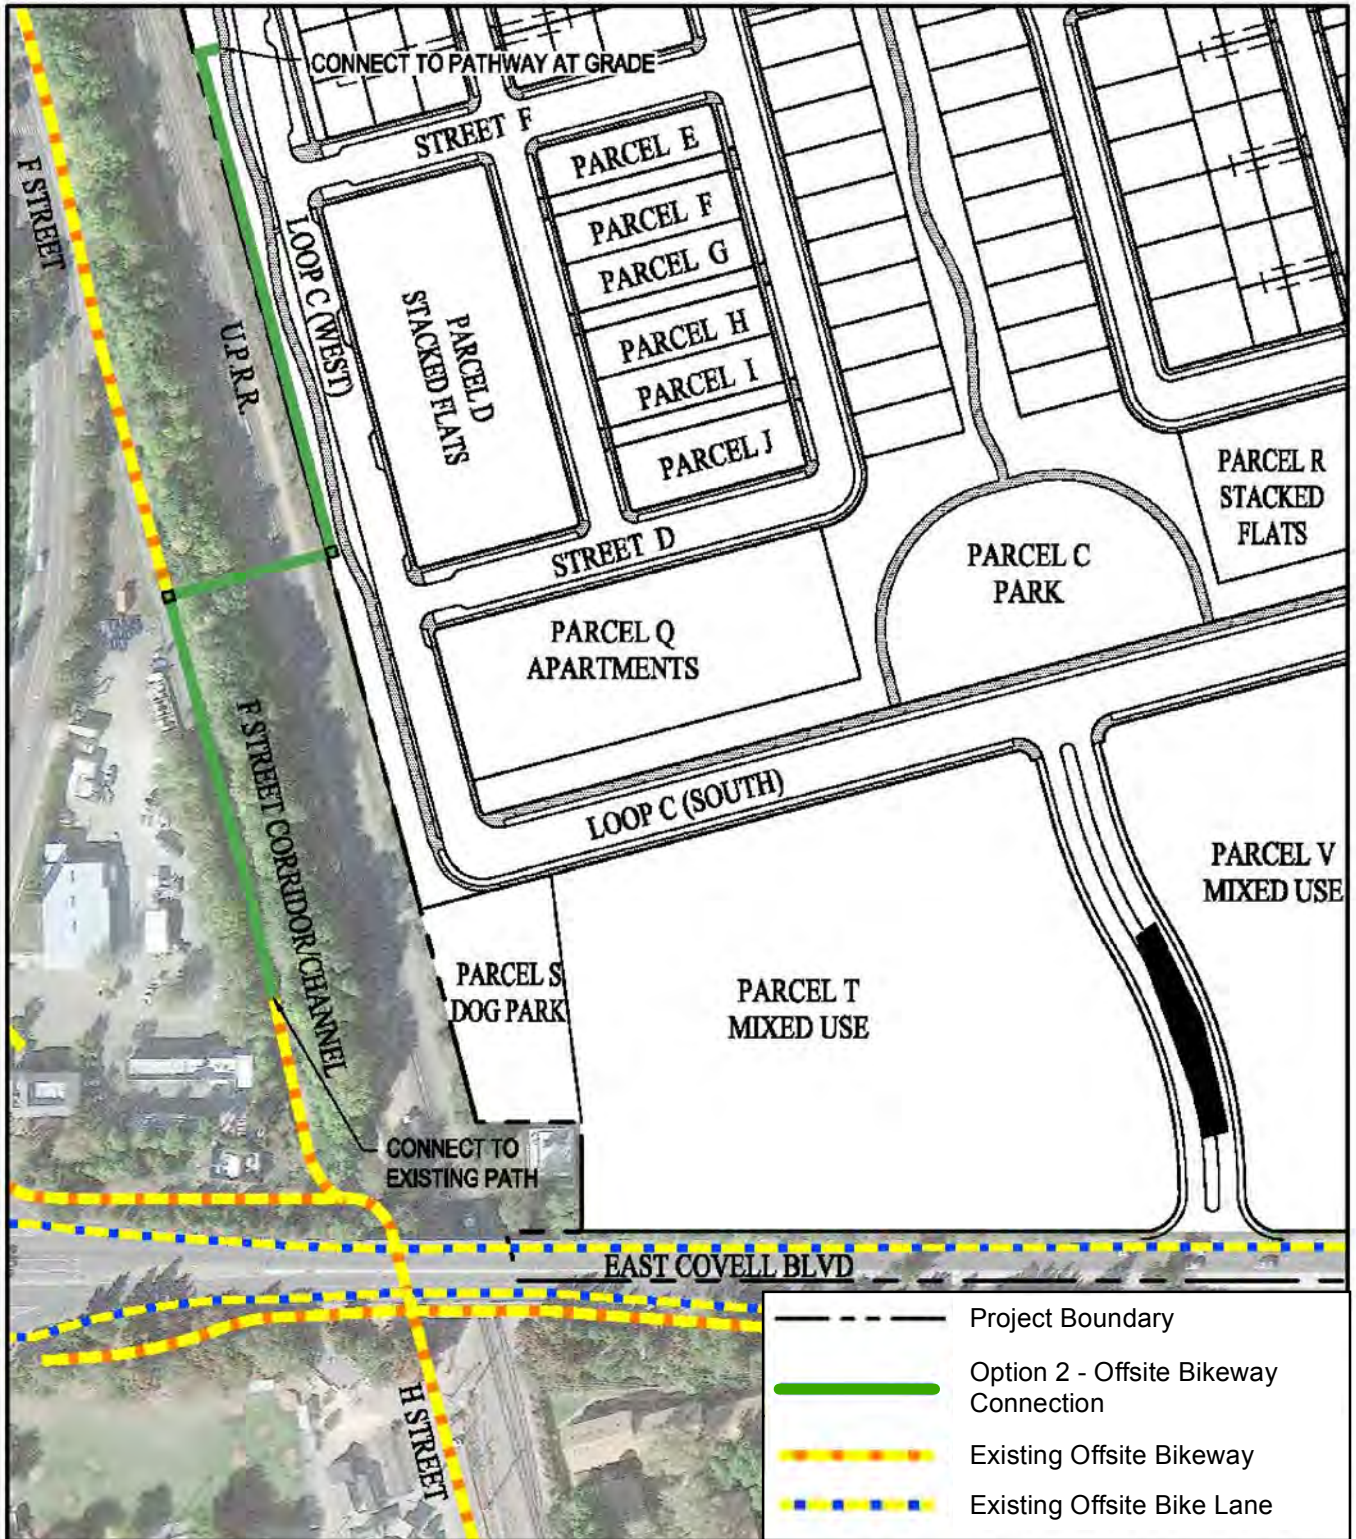 CONNECT TO PATHWAY AT GRADE
STREET F
F STREET
PARCEL E
PARCEL F
PARCEL G
PARCEL H
PARCEL I
PARCEL J
LOOP C (WEST)
U.P.R.R.
PARCEL D
STACKED FLATS
STREET D
PARCEL R
STACKED
FLATS
PARCEL C
PARK
PARCEL Q
APARTMENTS
F STREET CORRIDOR/CHANNEL
LOOP C (SOUTH)
PARCEL V
MIXED USE
PARCEL S
DOG PARK
PARCEL T
MIXED USE
CONNECT TO
EXISTING PATH
EAST COVELL BLVD
H STREET
Project Boundary
Option 2 - Offsite Bikeway
Connection
Existing Offsite Bikeway
Existing Offsite Bike Lane